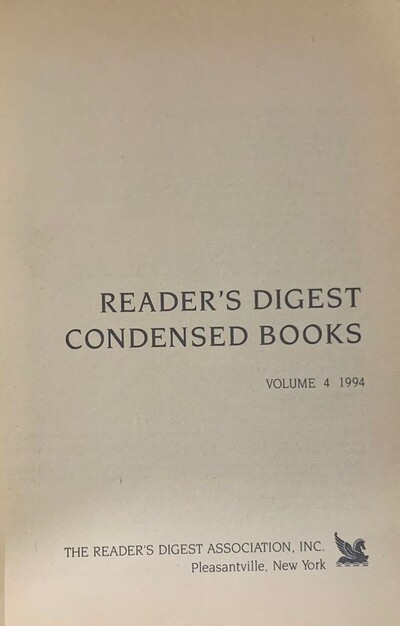 READER'S DIGEST
CONDENSED BOOKS
VOLUME 4 1994
THE READER'S DIGEST ASSOCIATION, INC.
Pleasantville, New York